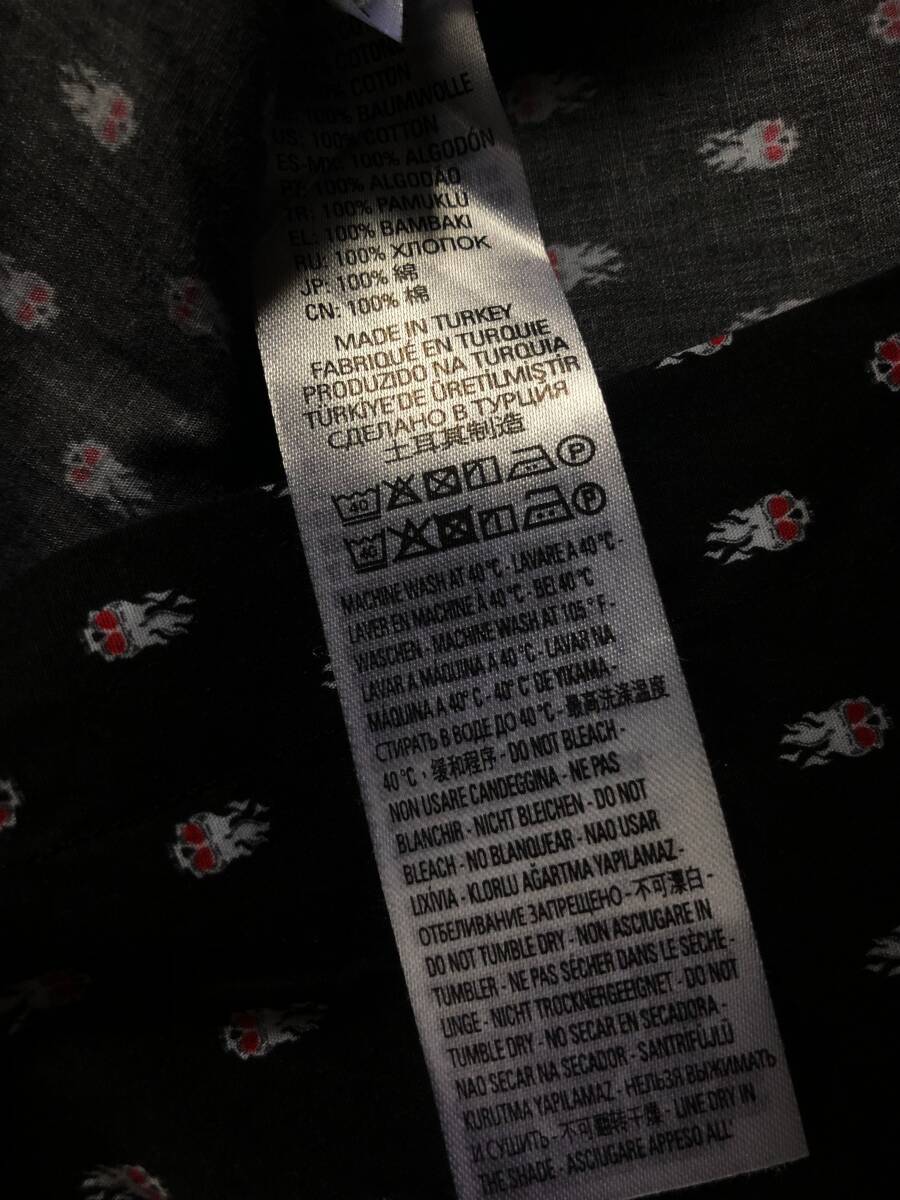 COTON
100% COTON
100% BAUMWOLLE
US: 100% COTTON
ES-MX: 100% ALGODÓN
PT: 100% ALGODÃO
TR: 100% PAMUKLU
EL: 100% BAMBAKI
RU: 100% ХЛОПОК
JP: 100% 綿
CN: 100% 棉
MADE IN TURKEY
FABRIQUÉ EN TURQUIE
PRODUZIDO NA TURQUIA
TÜRKIYE'DE ÜRETILMIŞTIR
СДЕЛАНО В ТУРЦИЯ
土耳其制造
40 P
40 P
MACHINE WASH AT 40°C - LAVARE A 40°C -
LAVER EN MACHINE À 40°C - BEI 40°C
WASCHEN - MACHINE WASH AT 105°F -
LAVAR A MÁQUINA A 40°C - LAVAR NA
MÁQUINA A 40°C - 40°C' DE YIKAMA -
СТИРАТЬ В ВОДЕ ДО 40°C - 最高洗涤温度
40°C，缓和程序 - DO NOT BLEACH -
NON USARE CANDEGGINA - NE PAS
BLANCHIR - NICHT BLEICHEN - DO NOT
BLEACH - NO BLANQUEAR - NAO USAR
LIXÍVIA - KLORLU AĞARTMA YAPILAMAZ -
ОТБЕЛИВАНИЕ ЗАПРЕЩЕНО - 不可漂白 -
DO NOT TUMBLE DRY - NON ASCIUGARE IN
TUMBLER - NE PAS SÉCHER DANS LE SÈCHE -
LINGE - NICHT TROCKNERGEEIGNET - DO NOT
TUMBLE DRY - NO SECAR EN SECADORA -
NAO SECAR NA SECADOR - SANTRIFÜJLÜ
KURUTMA YAPILAMAZ - НЕЛЬЗЯ ВЫЖИМАТЬ
И СУШИТЬ - 不可翻转干燥 - LINE DRY IN
THE SHADE - ASCIUGARE APPESO ALL'